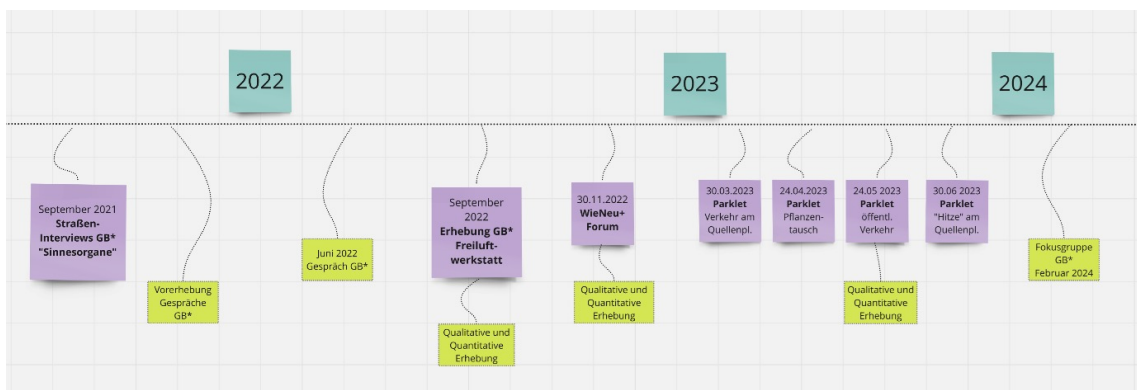 2022
2023
2024
September 2021
Straßen-
Interviews GB*
"Sinnesorgane"
Vorerhebung
Gespräche
GB*
Juni 2022
Gespräch GB*
September
2022
Erhebung GB*
Freiluft-
werkstatt
Qualitative und
Quantitative
Erhebung
30.11.2022
WieNeu+
Forum
Qualitative und
Quantitative
Erhebung
30.03.2023
Parklet
Verkehr am
Quellenpl.
24.04.2023
Parklet
Pflanzen-
tausch
24.05 2023
Parklet
öffentl.
Verkehr
Qualitative und
Quantitative
Erhebung
30.06 2023
Parklet
"Hitze" am
Quellenpl.
Fokusgruppe
GB*
Februar 2024